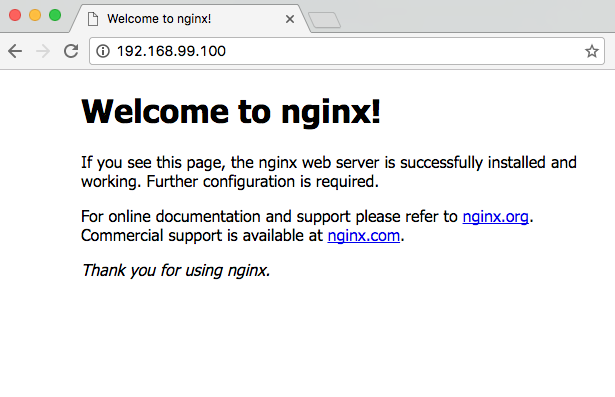 Welcome to nginx!
192.168.99.100
Welcome to nginx!
If you see this page, the nginx web server is successfully installed and
working. Further configuration is required.
For online documentation and support please refer to nginx.org.
Commercial support is available at nginx.com.
Thank you for using nginx.